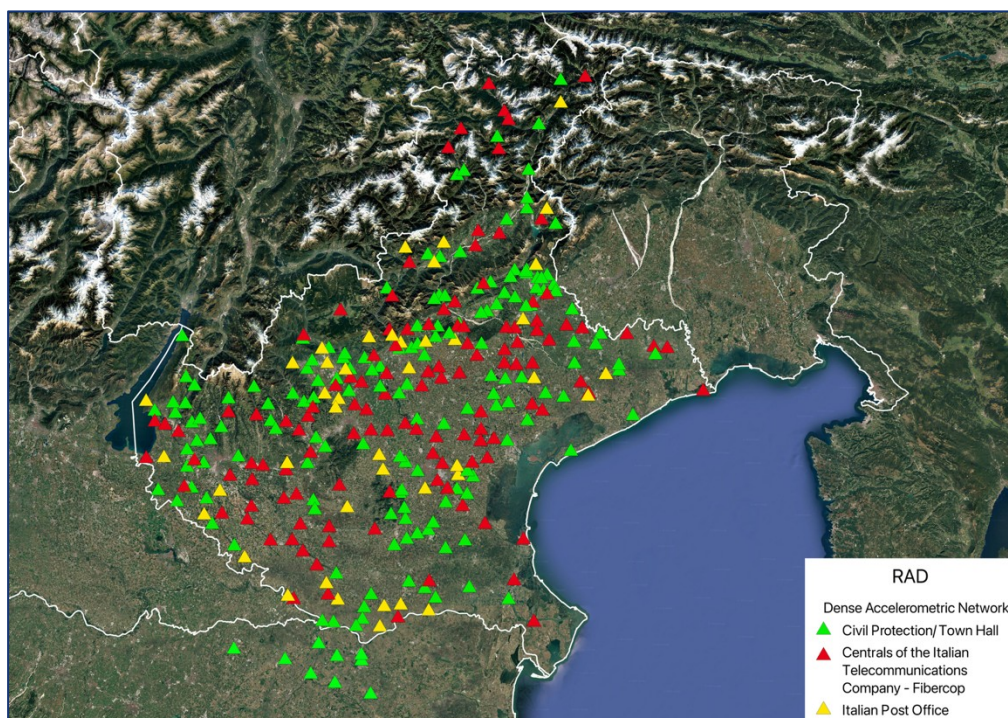 RAD
Dense Accelerometric Network
Civil Protection/ Town Hall
Centrals of the Italian
Telecommunications
Company - Fibercop
Italian Post Office